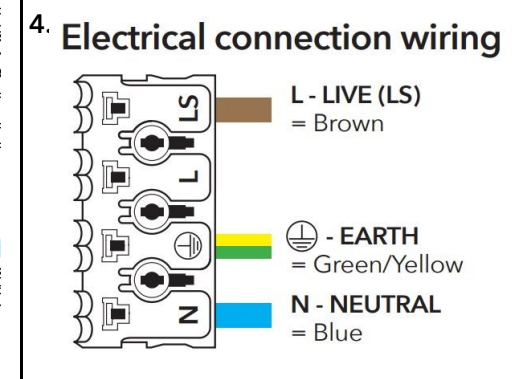 4.
Electrical connection wiring
LS
L - LIVE (LS)
= Brown
L
⏚ - EARTH
= Green/Yellow
N
N - NEUTRAL
= Blue